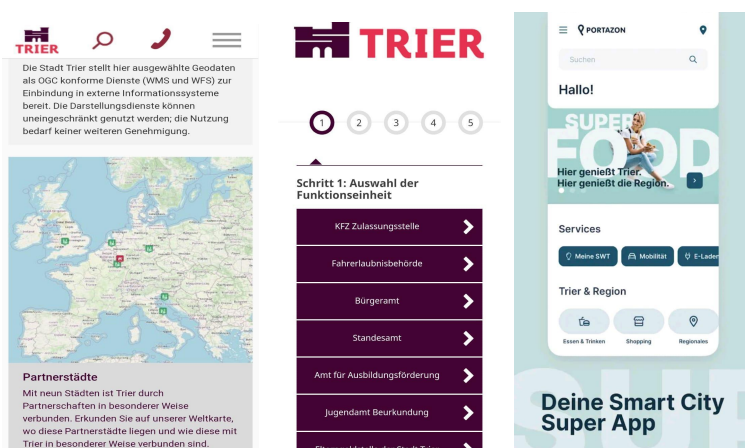 TRIER
Die Stadt Trier stellt hier ausgewählte Geodaten
als OGC konforme Dienste (WMS und WFS) zur
Einbindung in externe Informationssysteme
bereit. Die Darstellungsdienste können
uneingeschränkt genutzt werden; die Nutzung
bedarf keiner weiteren Genehmigung.
Partnerstädte
Mit neun Städten ist Trier durch
Partnerschaften in besonderer Weise
verbunden. Erkunden Sie auf unserer Weltkarte,
wo diese Partnerstädte liegen und wie diese mit
Trier in besonderer Weise verbunden sind.
TRIER
1 2 3 4 5
Schritt 1: Auswahl der
Funktionseinheit
KFZ Zulassungsstelle
Fahrerlaubnisbehörde
Bürgeramt
Standesamt
Amt für Ausbildungsförderung
Jugendamt Beurkundung
PORTAZON
Suchen
Hallo!
SUPER
FOOD
Hier genießt Trier.
Hier genießt die Region.
Services
Meine SWT Mobilität E-Laden
Trier & Region
Essen & Trinken Shopping Regionales
Deine Smart City
Super App